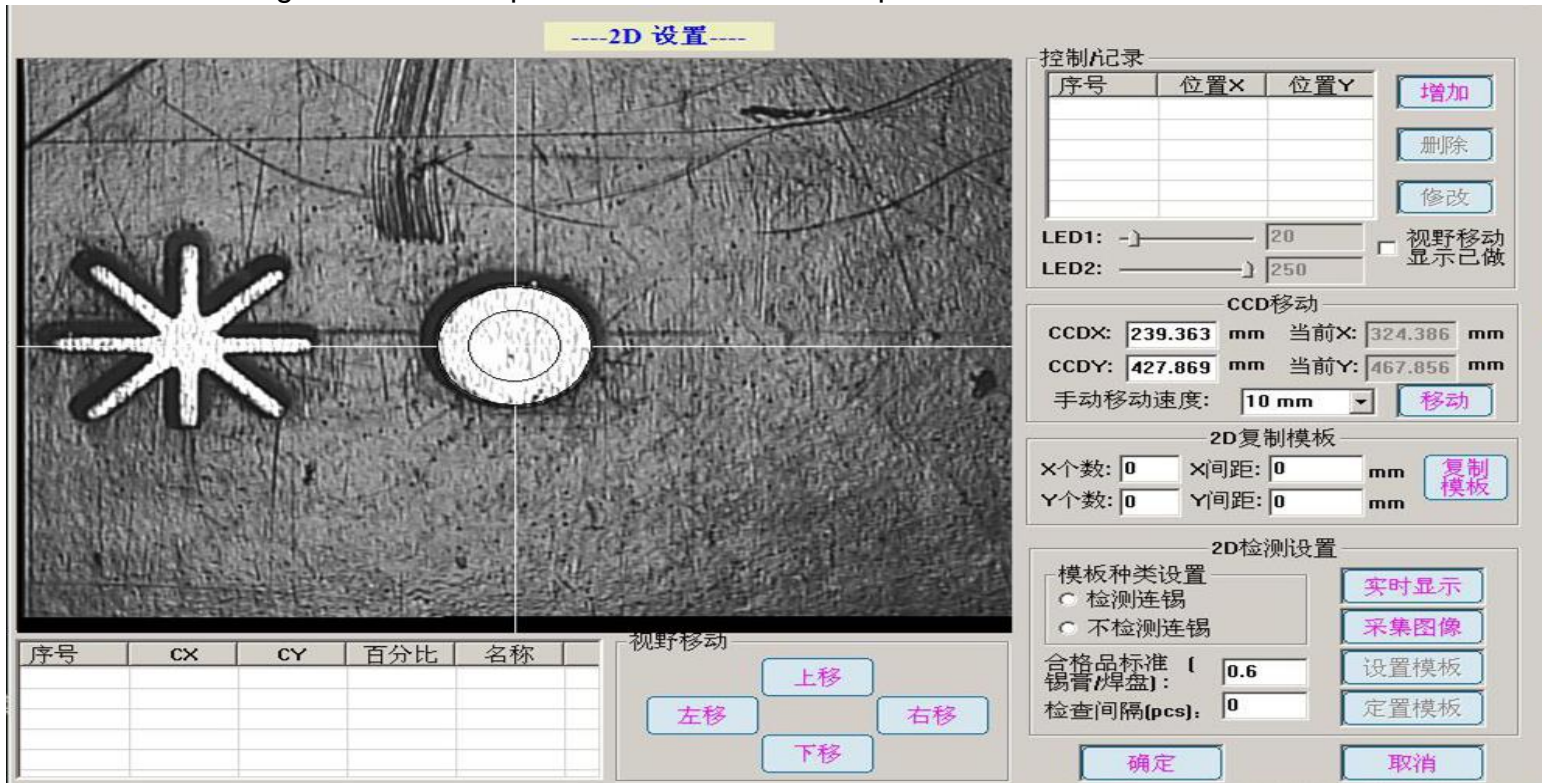 ----2D 设置----
控制/记录
序号 位置X 位置Y
增加
删除
修改
LED1: 20
LED2: 250
视野移动
显示已做
CCD移动
CCDX: 239.363 mm 当前X: 324.386 mm
CCDY: 427.869 mm 当前Y: 467.856 mm
手动移动速度: 10 mm 移动
2D复制模板
X个数: 0 X间距: 0 mm
Y个数: 0 Y间距: 0 mm
复制
模板
2D检测设置
模板种类设置
检测连锡
不检测连锡
合格品标准 (
锡膏/焊盘): 0.6
检查间隔(pcs): 0
实时显示
采集图像
设置模板
定置模板
确定 取消
序号 CX CY 百分比 名称
视野移动
上移
左移 右移
下移